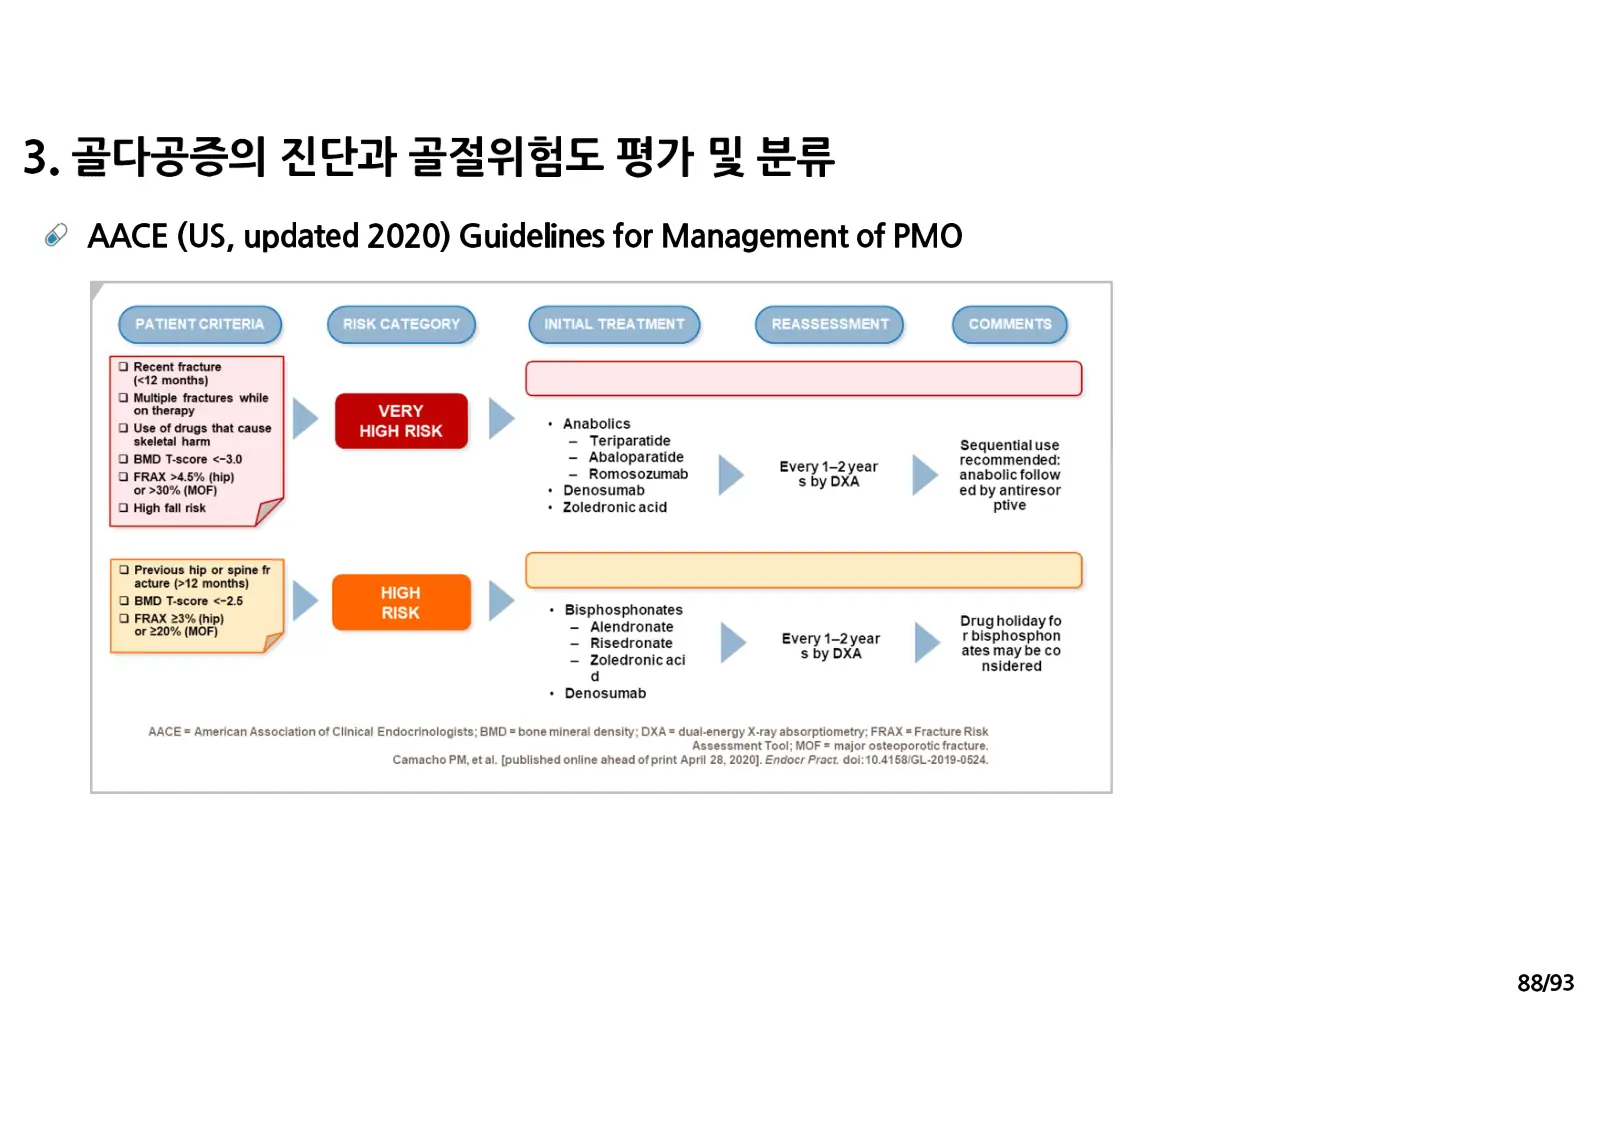 3. 골다공증의 진단과 골절위험도 평가 및 분류
AACE (US, updated 2020) Guidelines for Management of PMO
PATIENT CRITERIA
RISK CATEGORY
INITIAL TREATMENT
REASSESSMENT
COMMENTS
❑ Recent fracture
(<12 months)
❑ Multiple fractures while
on therapy
❑ Use of drugs that cause
skeletal harm
❑ BMD T-score <−3.0
❑ FRAX >4.5% (hip)
or >30% (MOF)
❑ High fall risk
VERY
HIGH RISK
• Anabolics
– Teriparatide
– Abaloparatide
– Romosozumab
• Denosumab
• Zoledronic acid
Every 1–2 year
s by DXA
Sequential use
recommended:
anabolic follow
ed by antiresor
ptive
❑ Previous hip or spine fr
acture (>12 months)
❑ BMD T-score <−2.5
❑ FRAX ≥3% (hip)
or ≥20% (MOF)
HIGH
RISK
• Bisphosphonates
– Alendronate
– Risedronate
– Zoledronic aci
d
• Denosumab
Every 1–2 year
s by DXA
Drug holiday fo
r bisphosphon
ates may be co
nsidered
AACE = American Association of Clinical Endocrinologists; BMD = bone mineral density; DXA = dual-energy X-ray absorptiometry; FRAX = Fracture Risk
Assessment Tool; MOF = major osteoporotic fracture.
Camacho PM, et al. [published online ahead of print April 28, 2020]. Endocr Pract. doi:10.4158/GL-2019-0524.
88/93